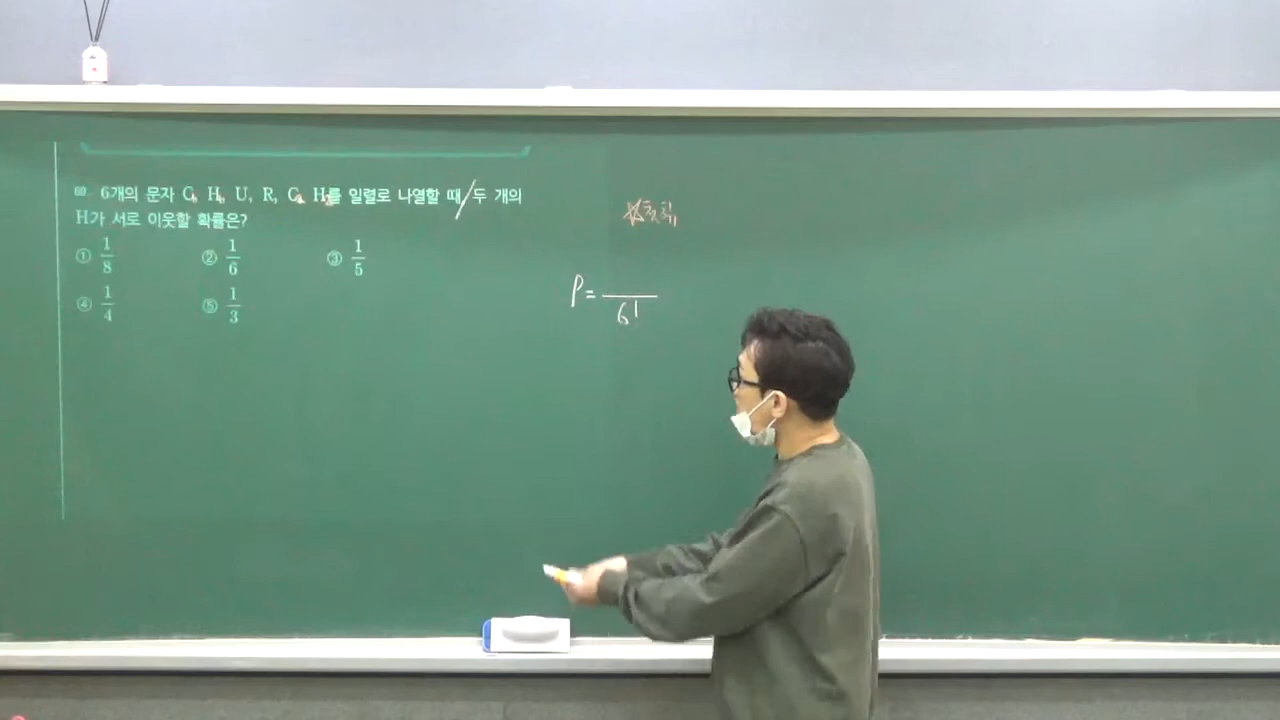 69 6개의 문자 C, H, U, R, C, H를 일렬로 나열할 때, 두 개의
H가 서로 이웃할 확률은?
① 1/8 ② 1/6 ③ 1/5
④ 1/4 ⑤ 1/3
P = / 6!